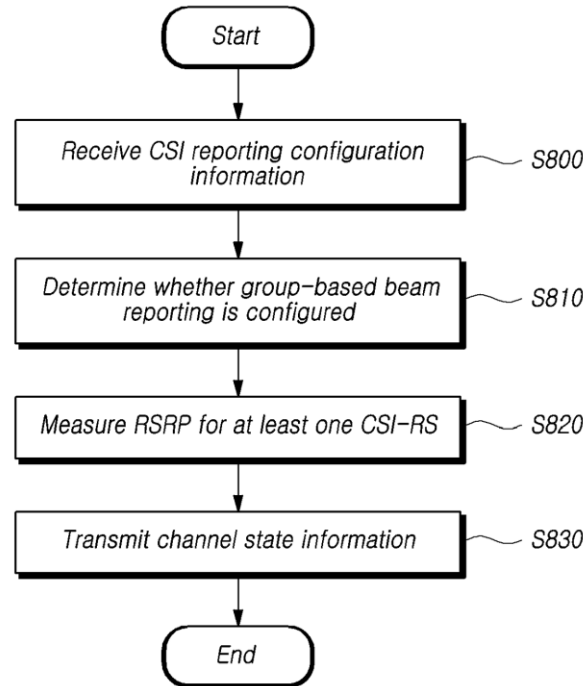 Start
Receive CSI reporting configuration
information
S800
Determine whether group-based beam
reporting is configured
S810
Measure RSRP for at least one CSI-RS
S820
Transmit channel state information
S830
End